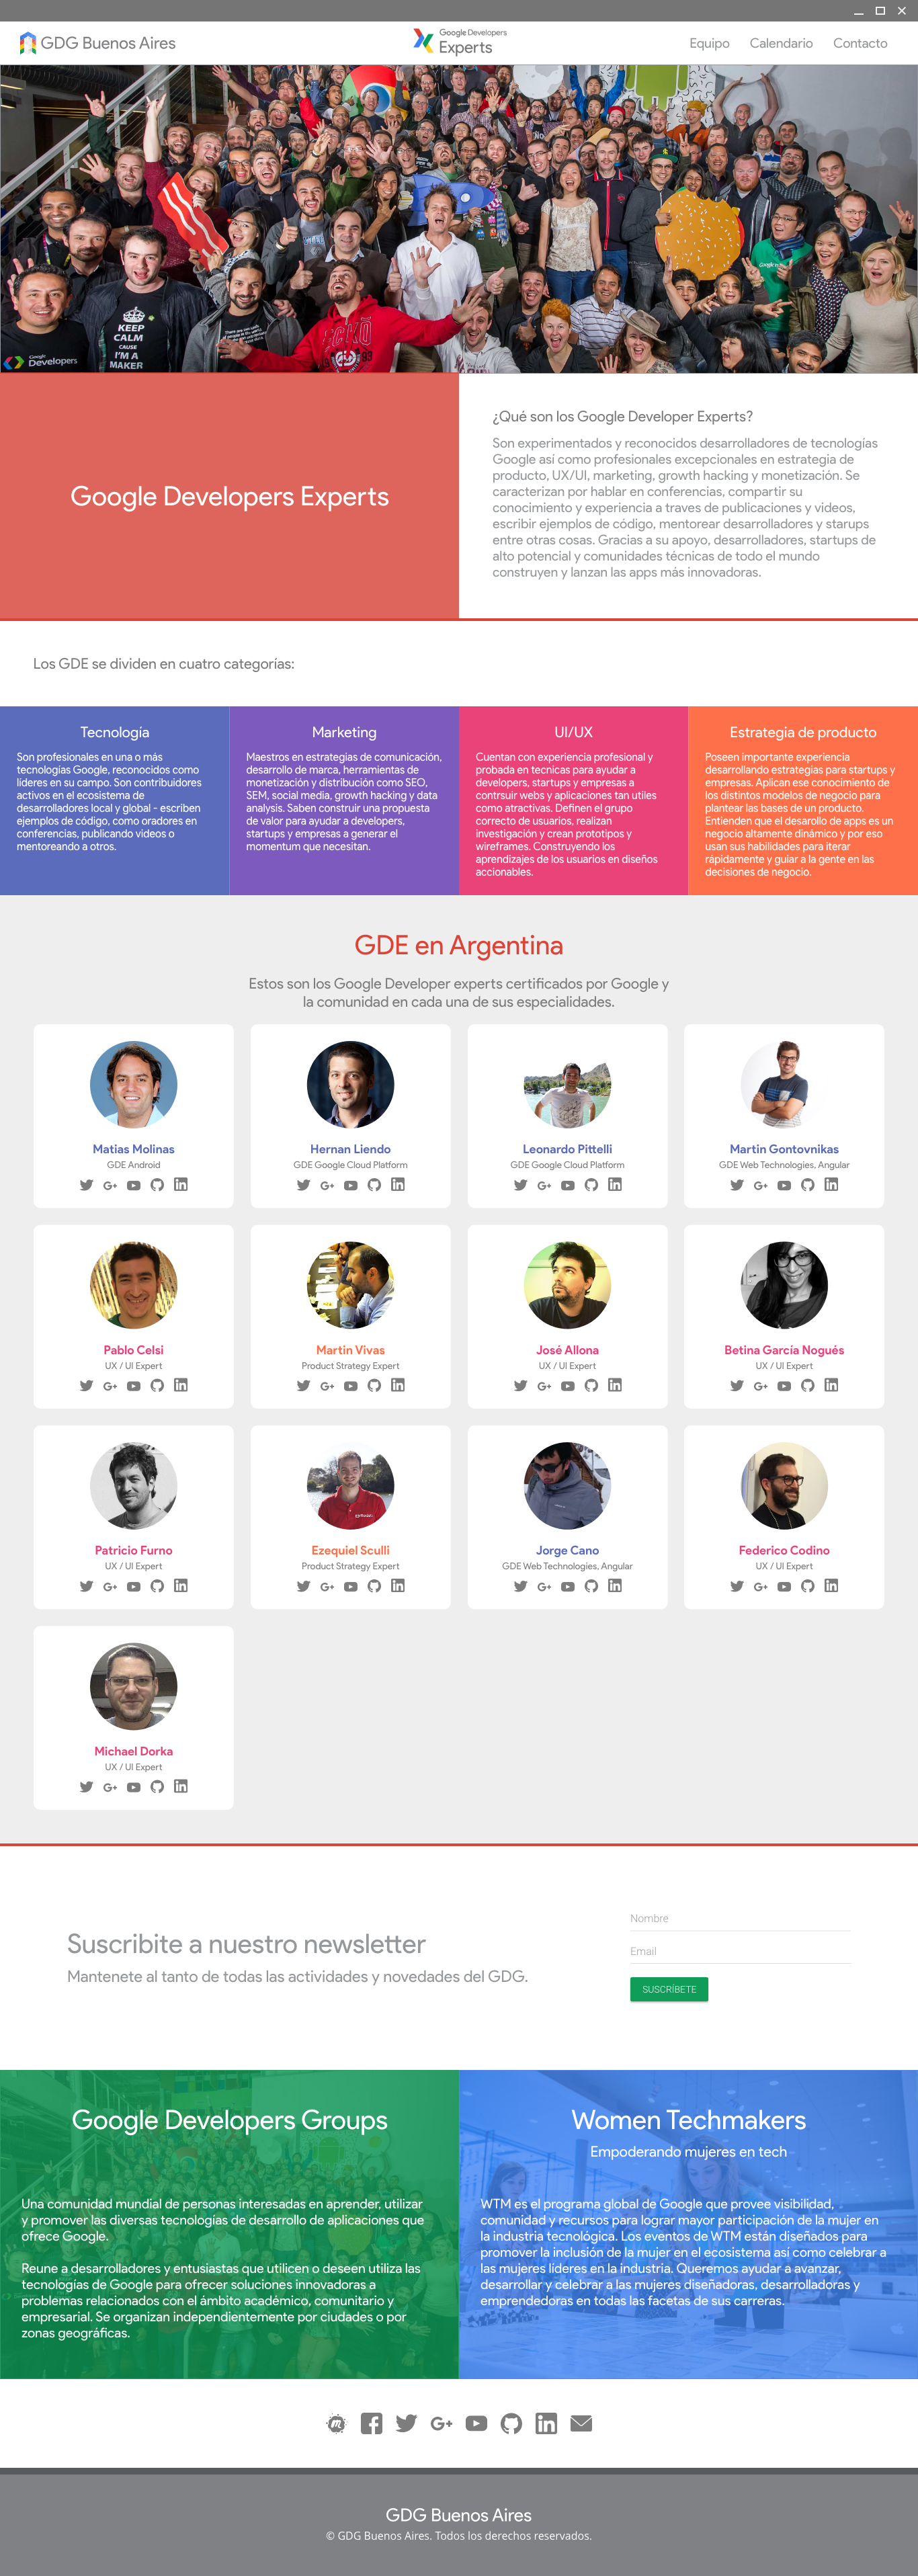 GDG Buenos Aires
Google Developers
Experts
Equipo Calendario Contacto
KEEP
CALM
CAUSE
I'M A
MAKER
Google
Developers
Google Developers Experts
¿Qué son los Google Developer Experts?
Son experimentados y reconocidos desarrolladores de tecnologías
Google así como profesionales excepcionales en estrategia de
producto, UX/UI, marketing, growth hacking y monetización. Se
caracterizan por hablar en conferencias, compartir su
conocimiento y experiencia a traves de publicaciones y videos,
escribir ejemplos de código, mentorear desarrolladores y starups
entre otras cosas. Gracias a su apoyo, desarrolladores, startups de
alto potencial y comunidades técnicas de todo el mundo
construyen y lanzan las apps más innovadoras.
Los GDE se dividen en cuatro categorías:
Tecnología
Son profesionales en una o más
tecnologías Google, reconocidos como
líderes en su campo. Son contribuidores
activos en el ecosistema de
desarrolladores local y global - escriben
ejemplos de código, como oradores en
conferencias, publicando videos o
mentoreando a otros.
Marketing
Maestros en estrategias de comunicación,
desarrollo de marca, herramientas de
monetización y distribución como SEO,
SEM, social media, growth hacking y data
analysis. Saben construir una propuesta
de valor para ayudar a developers,
startups y empresas a generar el
momentum que necesitan.
UI/UX
Cuentan con experiencia profesional y
probada en tecnicas para ayudar a
developers, startups y empresas a
contrsuir webs y aplicaciones tan utiles
como atractivas. Definen el grupo
correcto de usuarios, realizan
investigación y crean prototipos y
wireframes. Construyendo los
aprendizajes de los usuarios en diseños
accionables.
Estrategia de producto
Poseen importante experiencia
desarrollando estrategias para startups y
empresas. Aplican ese conocimiento de
los distintos modelos de negocio para
plantear las bases de un producto.
Entienden que el desarollo de apps es un
negocio altamente dinámico y por eso
usan sus habilidades para iterar
rápidamente y guiar a la gente en las
decisiones de negocio.
GDE en Argentina
Estos son los Google Developer experts certificados por Google y
la comunidad en cada una de sus especialidades.
Matias Molinas
GDE Android
Hernan Liendo
GDE Google Cloud Platform
Leonardo Pittelli
GDE Google Cloud Platform
Martin Gontovnikas
GDE Web Technologies, Angular
Pablo Celsi
UX / UI Expert
Martin Vivas
Product Strategy Expert
José Allona
UX / UI Expert
Betina García Nogués
UX / UI Expert
Patricio Furno
UX / UI Expert
Ezequiel Sculli
Product Strategy Expert
Jorge Cano
GDE Web Technologies, Angular
Federico Codino
UX / UI Expert
Michael Dorka
UX / UI Expert
Suscribite a nuestro newsletter
Mantenete al tanto de todas las actividades y novedades del GDG.
Nombre
Email
SUSCRÍBETE
Google Developers Groups
Una comunidad mundial de personas interesadas en aprender, utilizar
y promover las diversas tecnologías de desarrollo de aplicaciones que
ofrece Google.
Reune a desarrolladores y entusiastas que utilicen o deseen utiliza las
tecnologías de Google para ofrecer soluciones innovadoras a
problemas relacionados con el ámbito académico, comunitario y
empresarial. Se organizan independientemente por ciudades o por
zonas geográficas.
Women Techmakers
Empoderando mujeres en tech
WTM es el programa global de Google que provee visibilidad,
comunidad y recursos para lograr mayor participación de la mujer en
la industria tecnológica. Los eventos de WTM están diseñados para
promover la inclusión de la mujer en el ecosistema así como celebrar a
las mujeres líderes en la industria. Queremos ayudar a avanzar,
desarrollar y celebrar a las mujeres diseñadoras, desarrolladoras y
emprendedoras en todas las facetas de sus carreras.
GDG Buenos Aires
© GDG Buenos Aires. Todos los derechos reservados.